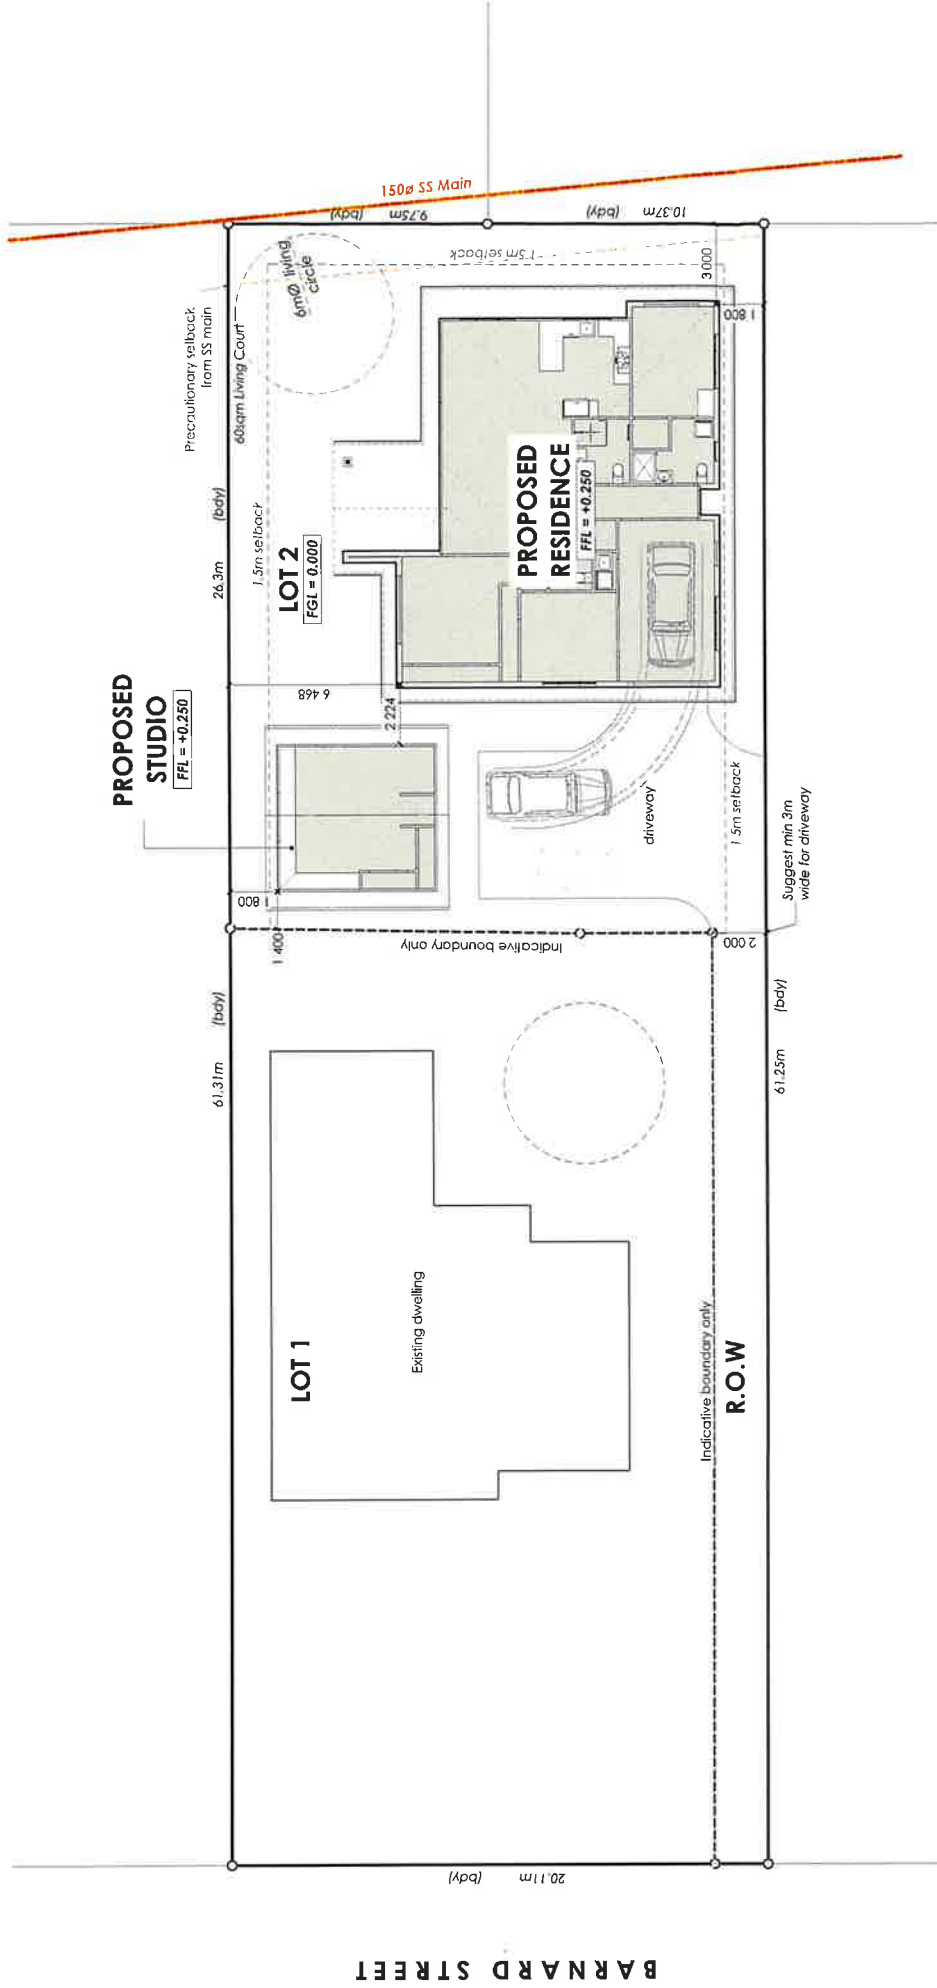 150ø SS Main
9.75m (bdy)
10.37m (bdy)
1.5m setback
6mØ living
circle
3 000
1 800
Precautionary setback
from SS main
60sqm Living Court
26.3m (bdy)
1.5m setback
LOT 2
FGL = 0.000
PROPOSED
RESIDENCE
FFL = +0.250
PROPOSED
STUDIO
FFL = +0.250
6 468
2 224
driveway
1 5m setback
Suggest min 3m
wide for driveway
1 800
1 400
Indicative boundary only
2 000
61.31m (bdy)
61.25m (bdy)
LOT 1
Existing dwelling
Indicative boundary only
R.O.W
20.11m (bdy)
BARNARD STREET